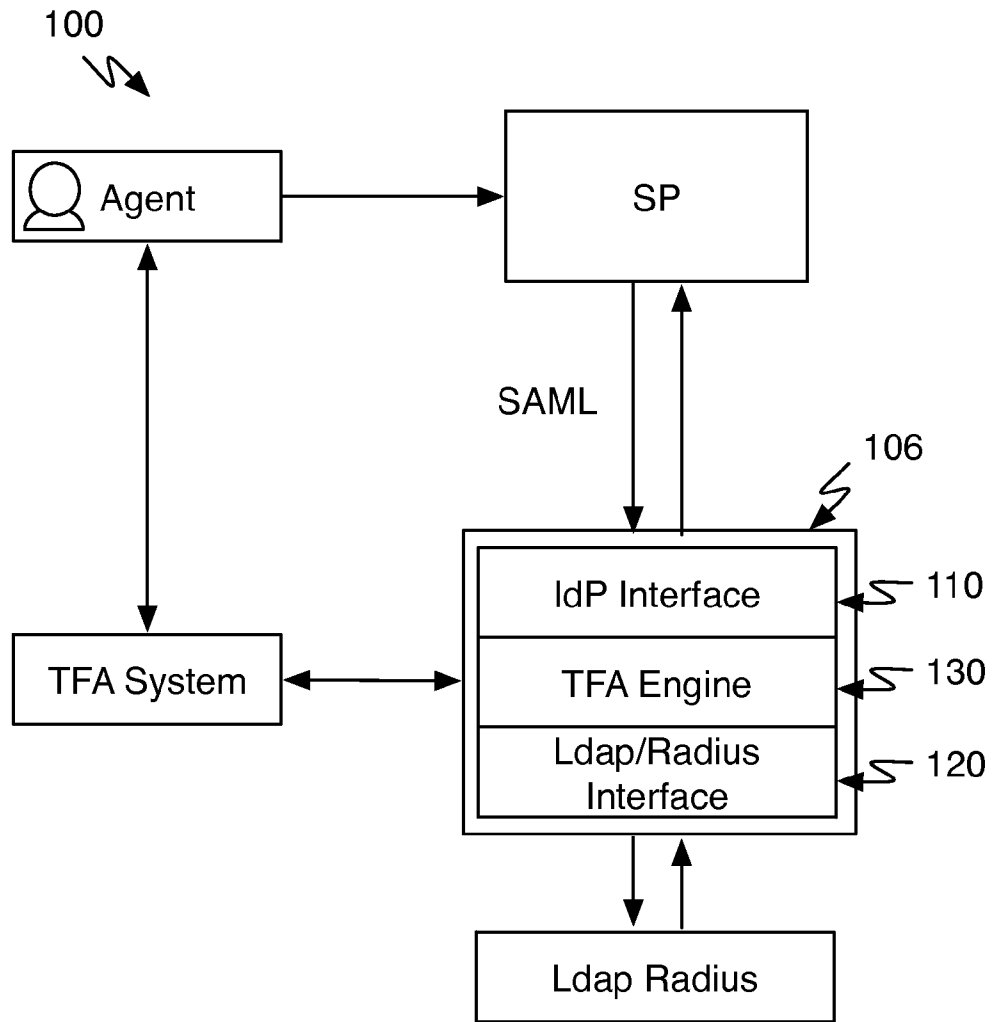 100
Agent
SP
SAML
106
IdP Interface
110
TFA System
TFA Engine
130
Ldap/Radius
Interface
120
Ldap Radius